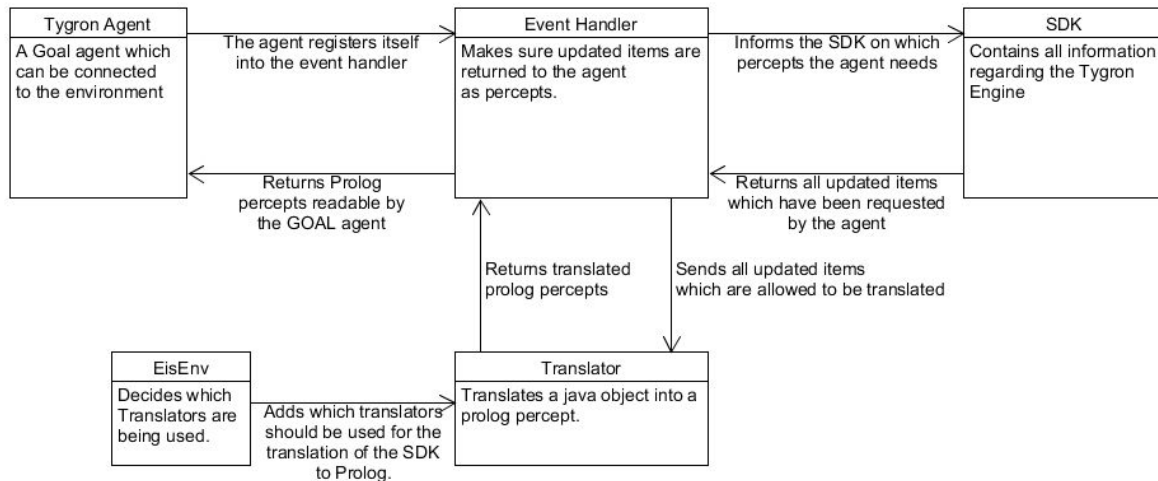 Tygron Agent
A Goal agent which
can be connected
to the environment
The agent registers itself
into the event handler
Event Handler
Makes sure updated items are
returned to the agent
as percepts.
Informs the SDK on which
percepts the agent needs
SDK
Contains all information
regarding the Tygron
Engine
Returns Prolog
percepts readable by
the GOAL agent
Returns all updated items
which have been requested
by the agent
Returns translated
prolog percepts
Sends all updated items
which are allowed to be translated
EisEnv
Decides which
Translators are
being used.
Adds which translators
should be used for the
translation of the SDK
to Prolog.
Translator
Translates a java object into a
prolog percept.